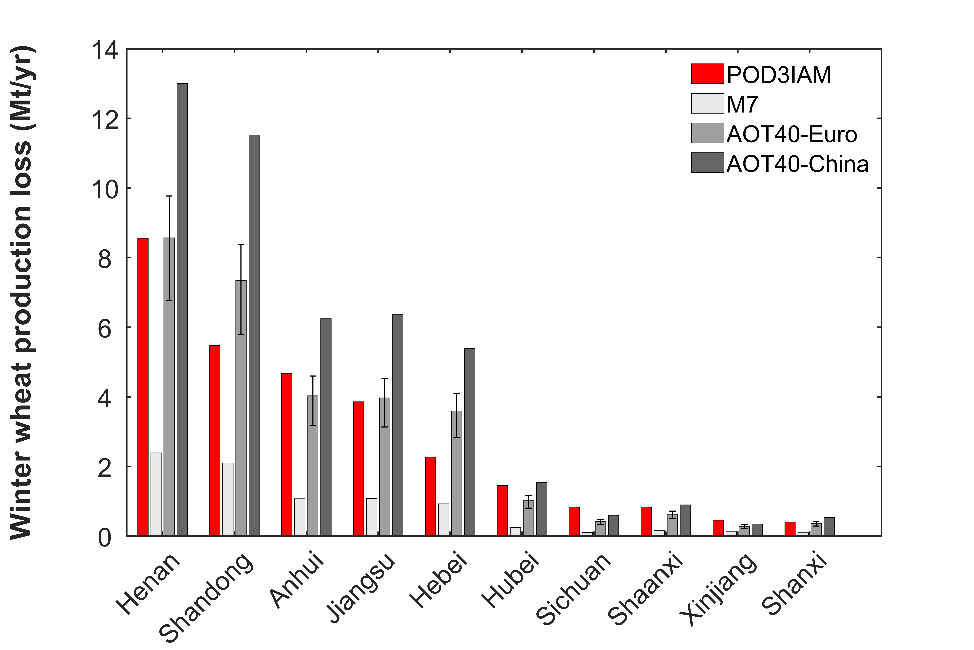 Winter wheat production loss (Mt/yr)
14
12
10
8
6
4
2
0
POD3IAM
M7
AOT40-Euro
AOT40-China
Henan
Shandong
Anhui
Jiangsu
Hebei
Hubei
Sichuan
Shaanxi
Xinjiang
Shanxi